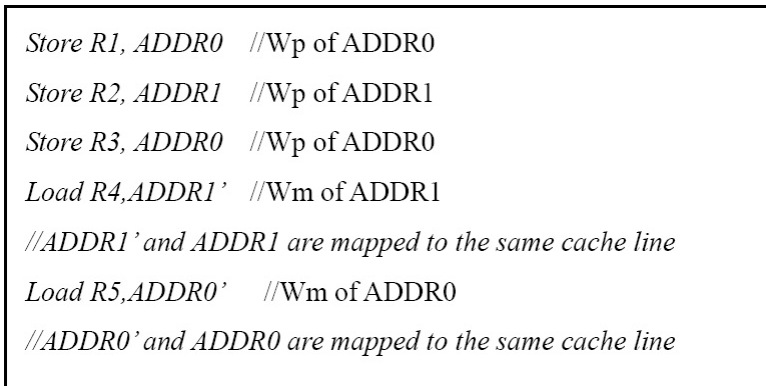 Store R1, ADDR0 //Wp of ADDR0
Store R2, ADDR1 //Wp of ADDR1
Store R3, ADDR0 //Wp of ADDR0
Load R4,ADDR1’ //Wm of ADDR1
//ADDR1’ and ADDR1 are mapped to the same cache line
Load R5,ADDR0’ //Wm of ADDR0
//ADDR0’ and ADDR0 are mapped to the same cache line